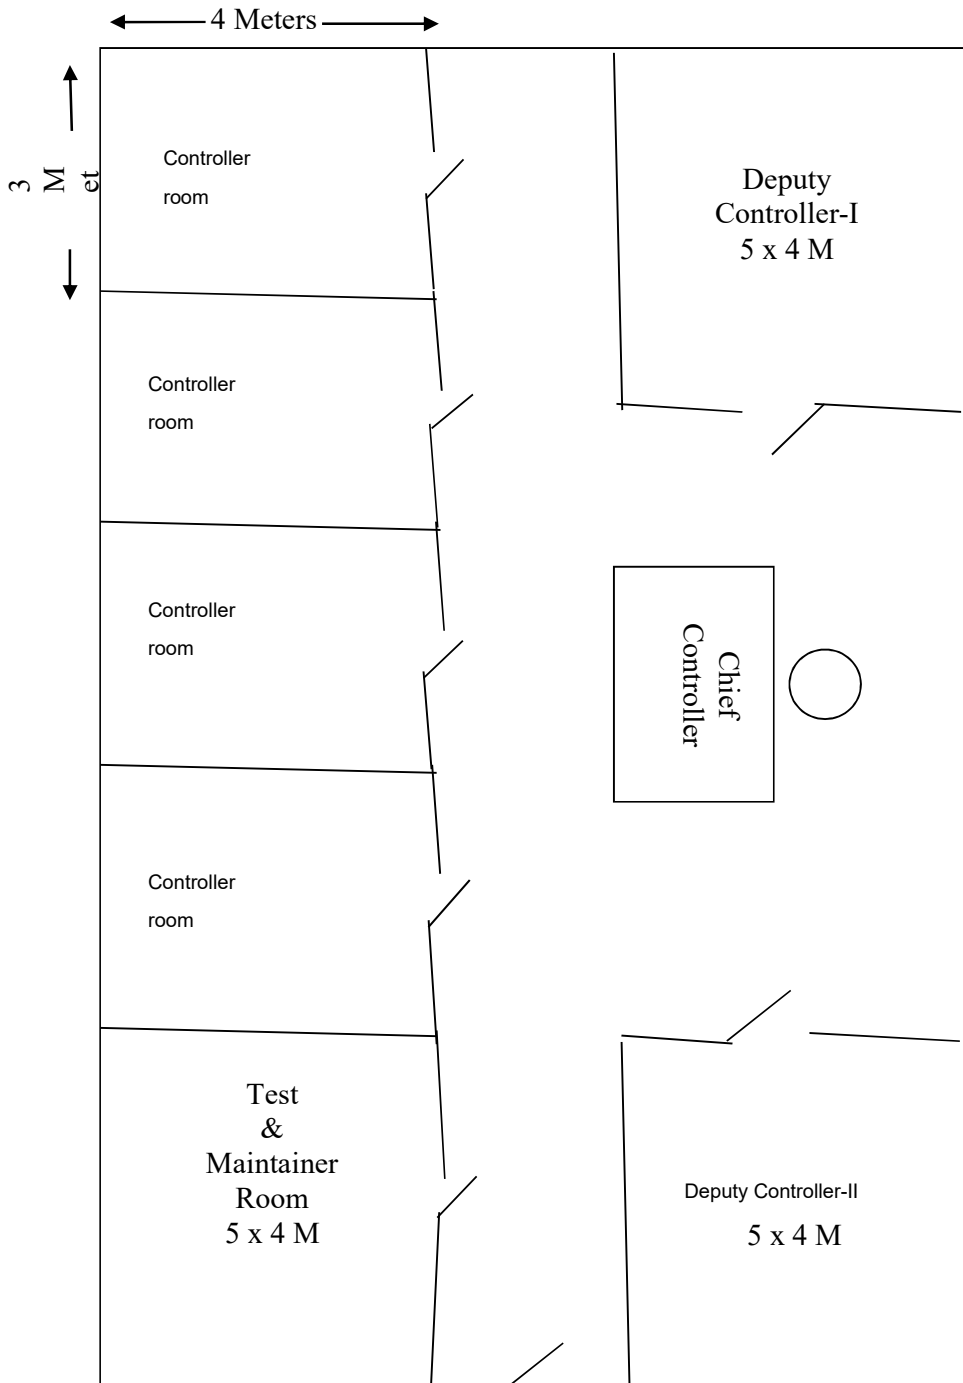 4 Meters
3
M
et
Controller
room
Deputy
Controller-I
5 x 4 M
Controller
room
Controller
room
Chief
Controller
Controller
room
Test
&
Maintainer
Room
5 x 4 M
Deputy Controller-II
5 x 4 M